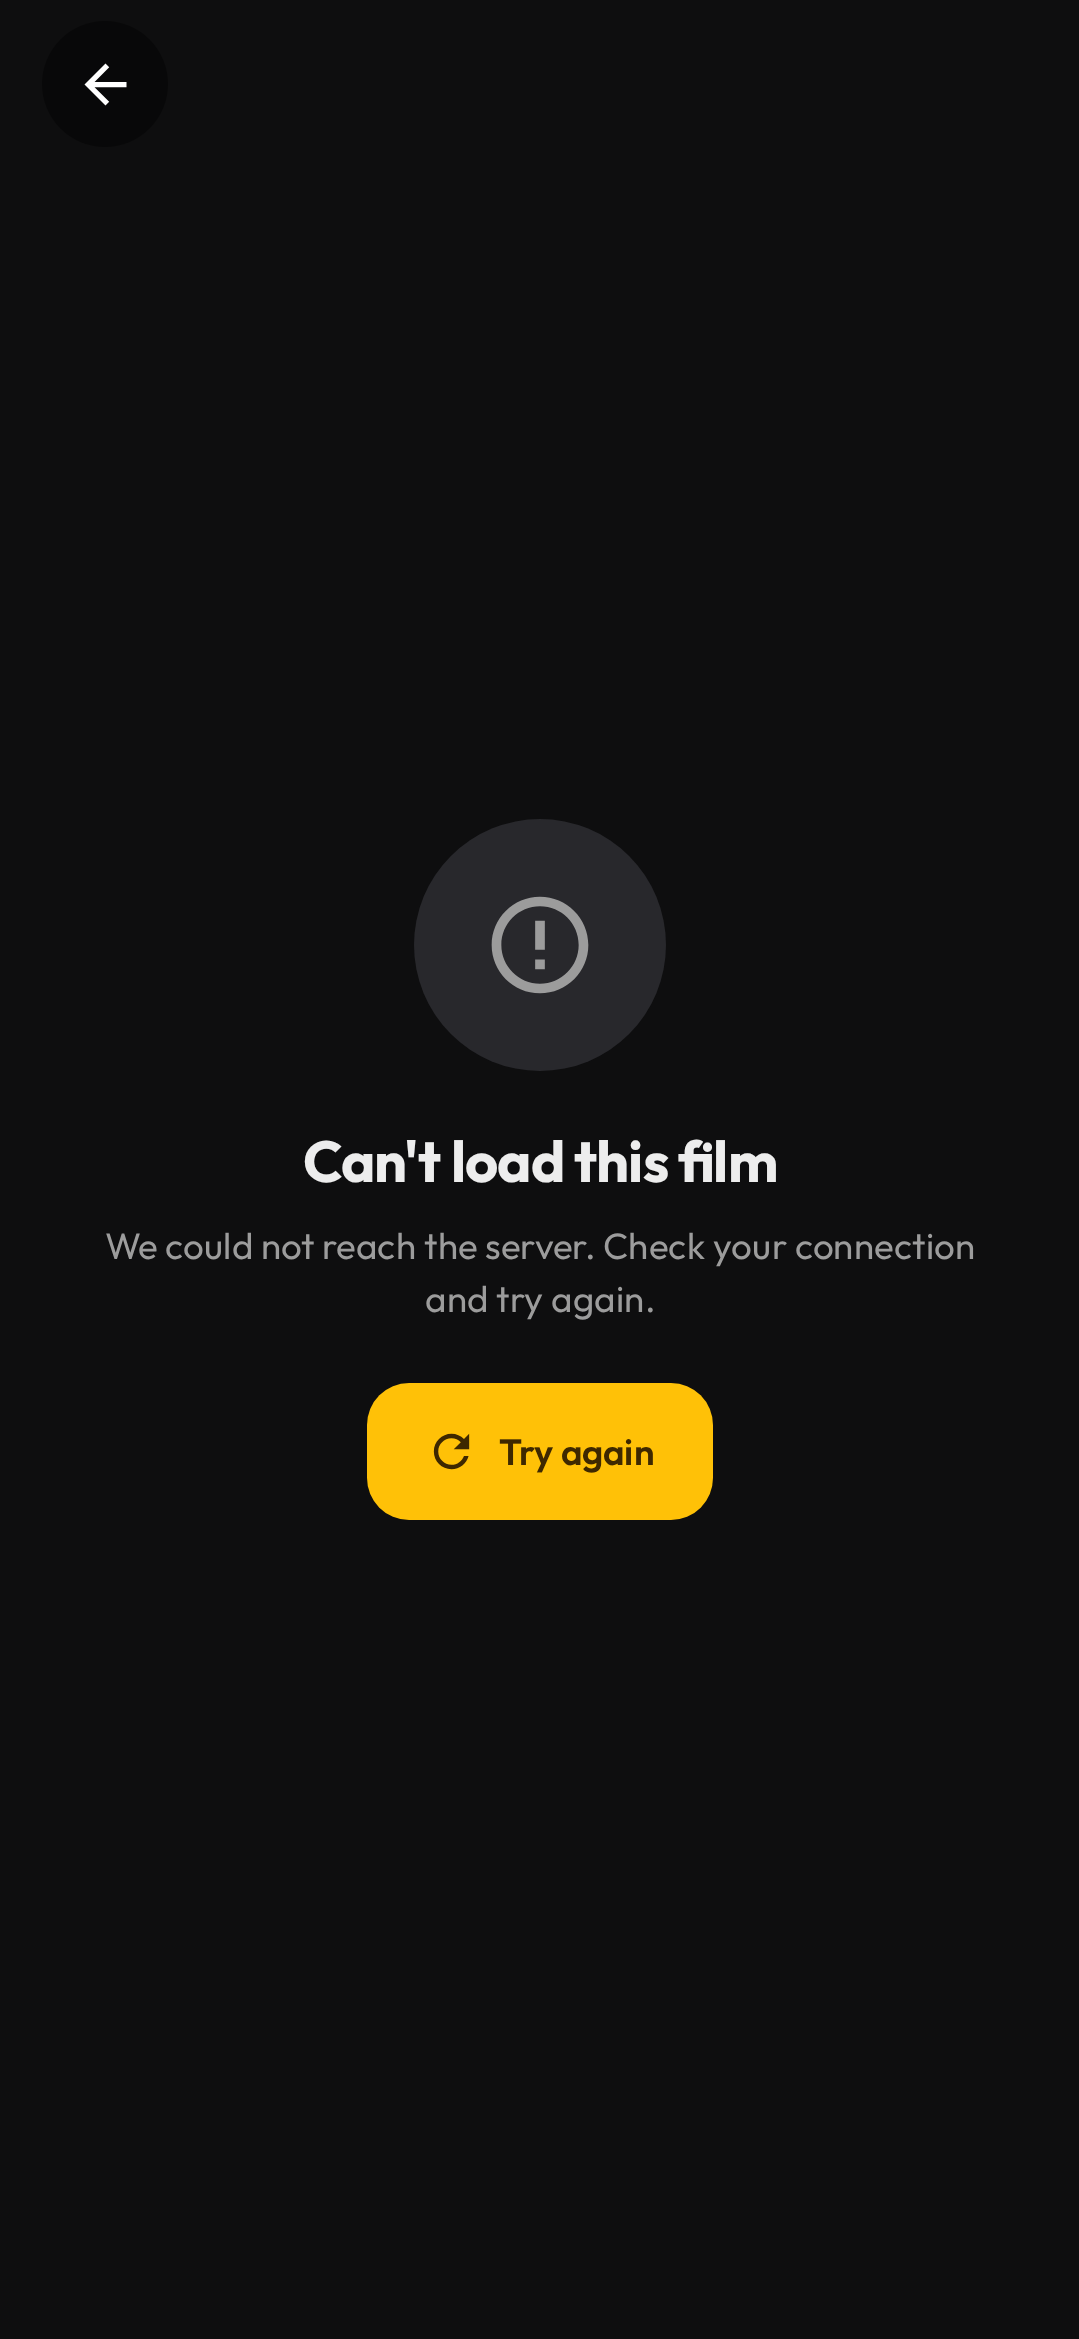 Can't load this film
We could not reach the server. Check your connection
and try again.
Try again